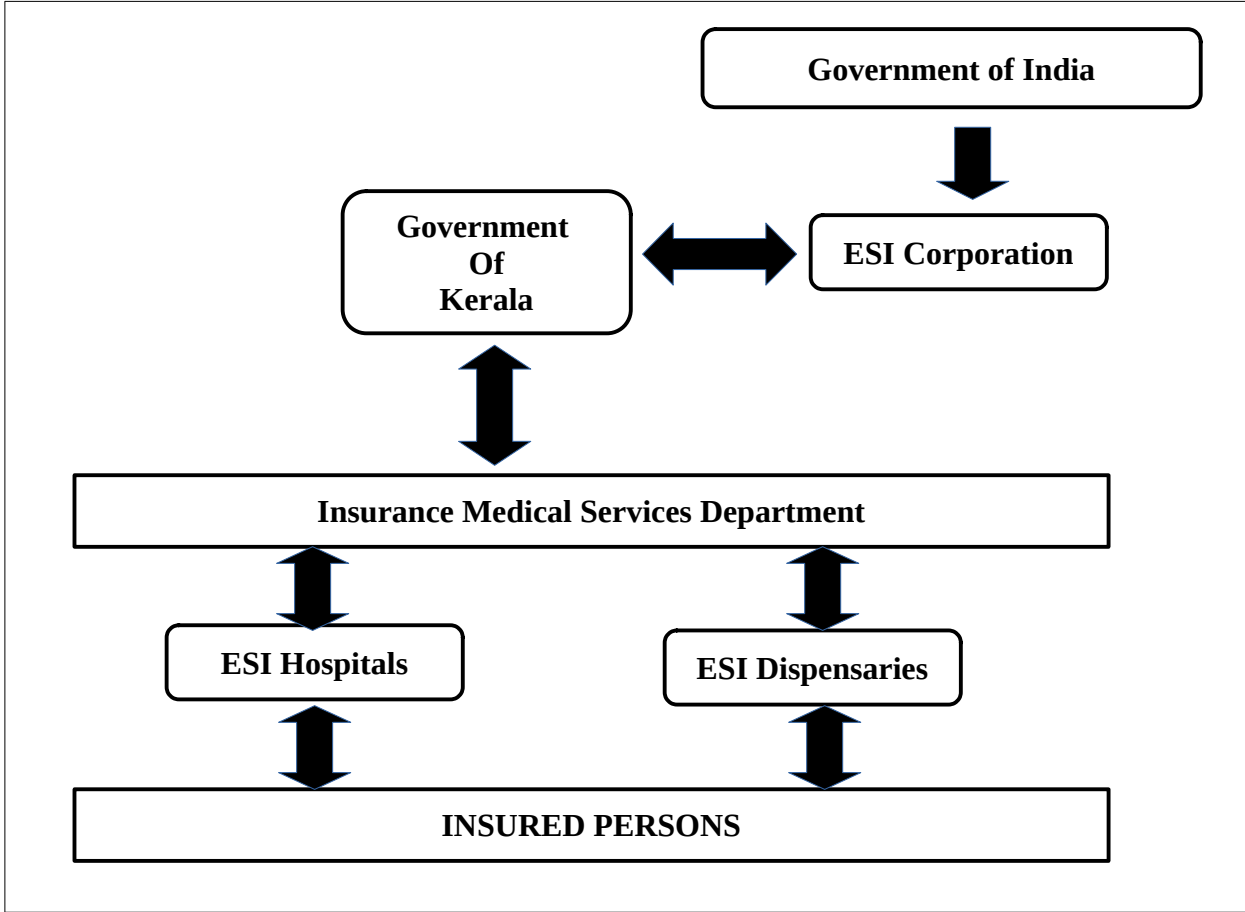 Government of India
Government
Of
Kerala
ESI Corporation
Insurance Medical Services Department
ESI Hospitals
ESI Dispensaries
INSURED PERSONS